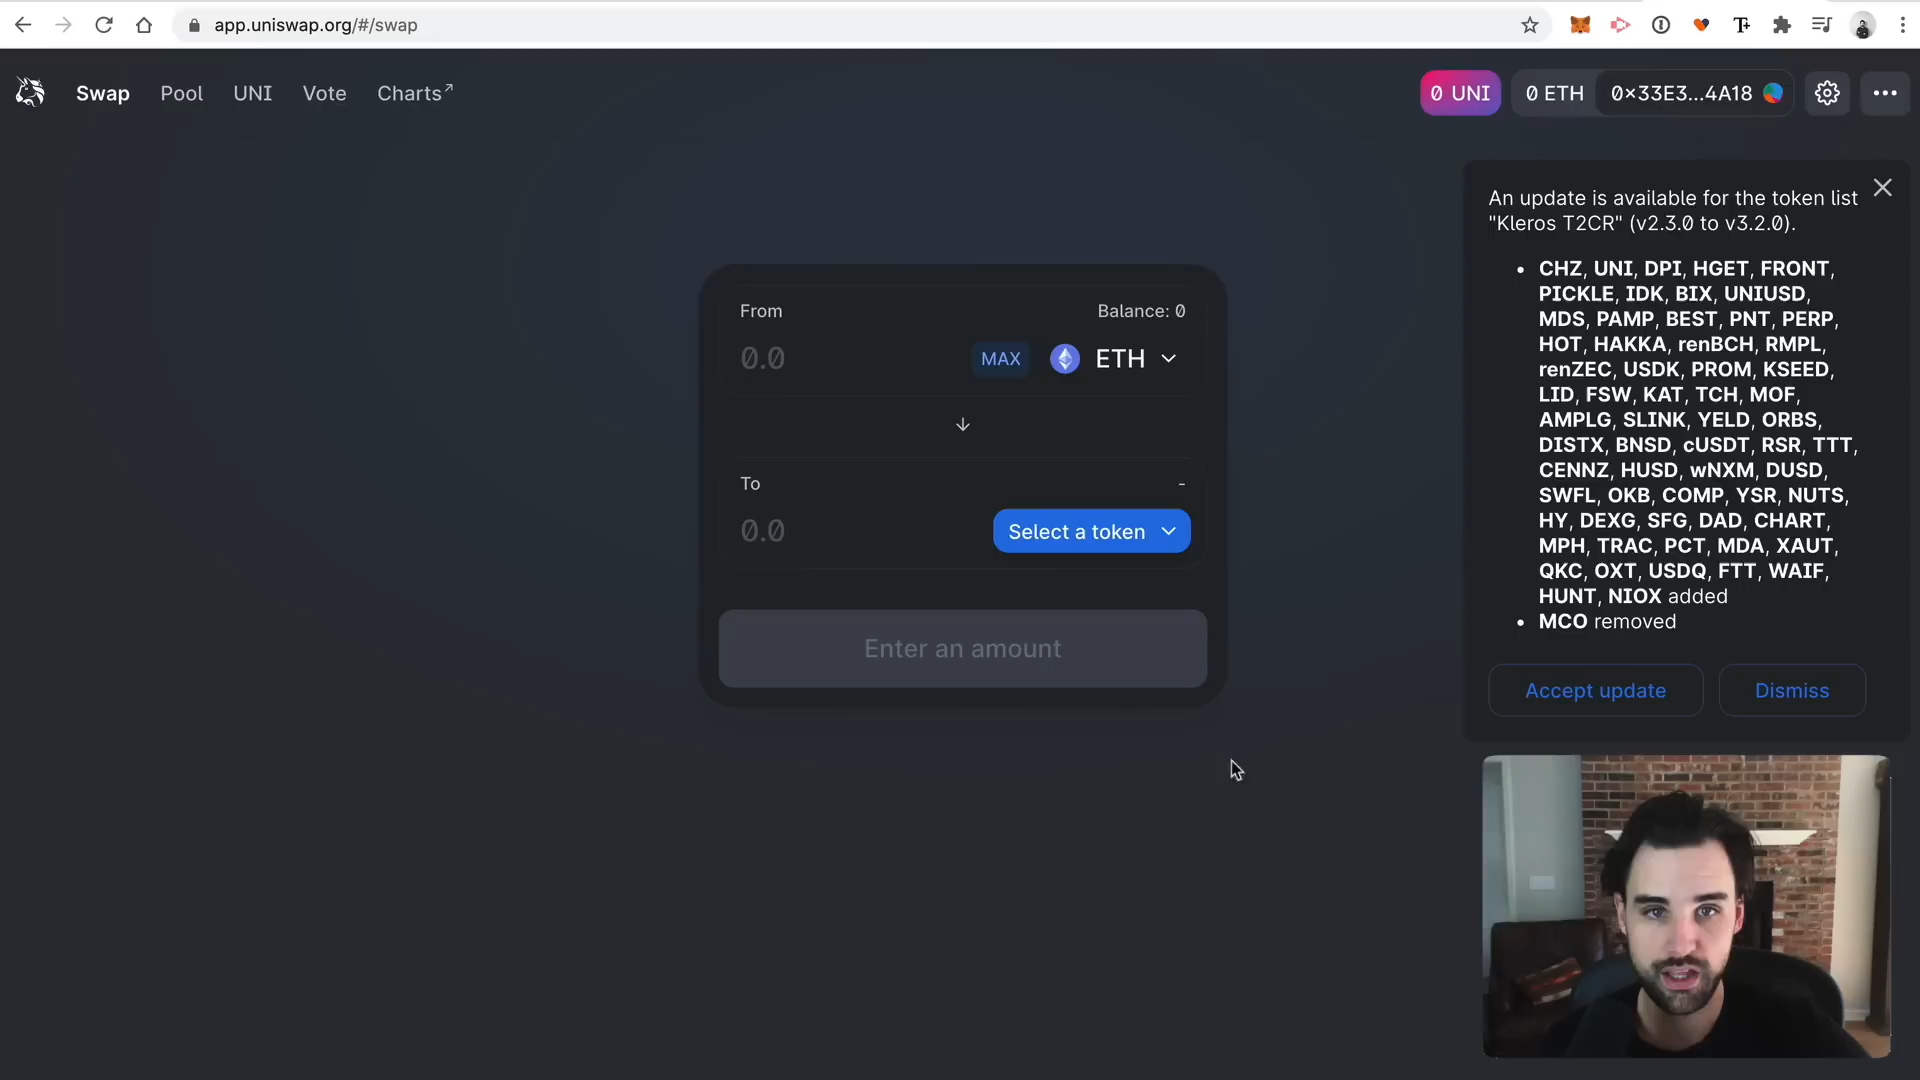 app.uniswap.org/#/swap
Swap Pool UNI Vote Charts↗
0 UNI 0 ETH 0x33E3...4A18
An update is available for the token list
"Kleros T2CR" (v2.3.0 to v3.2.0).
• CHZ, UNI, DPI, HGET, FRONT,
PICKLE, IDK, BIX, UNIUSD,
MDS, PAMP, BEST, PNT, PERP,
HOT, HAKKA, renBCH, RMPL,
renZEC, USDK, PROM, KSEED,
LID, FSW, KAT, TCH, MOF,
AMPLG, SLINK, YELD, ORBS,
DISTX, BNSD, cUSDT, RSR, TTT,
CENNZ, HUSD, wNXM, DUSD,
SWFL, OKB, COMP, YSR, NUTS,
HY, DEXG, SFG, DAD, CHART,
MPH, TRAC, PCT, MDA, XAUT,
QKC, OXT, USDQ, FTT, WAIF,
HUNT, NIOX added
• MCO removed
Accept update Dismiss
From Balance: 0
0.0 MAX ETH
To -
0.0 Select a token
Enter an amount